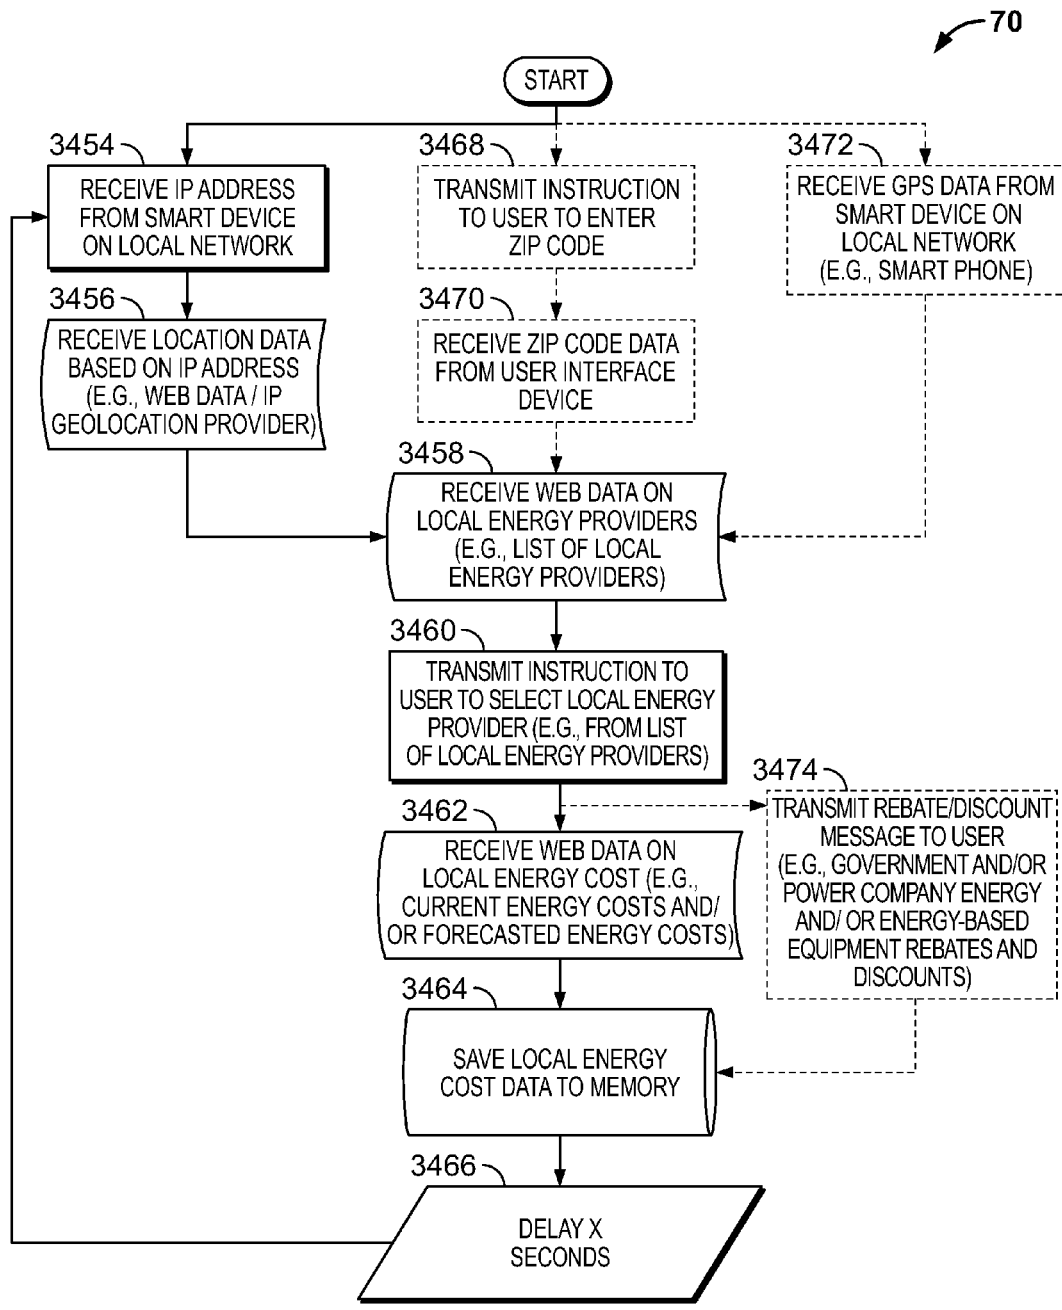 70
START
3454
RECEIVE IP ADDRESS
FROM SMART DEVICE
ON LOCAL NETWORK
3468
TRANSMIT INSTRUCTION
TO USER TO ENTER
ZIP CODE
3472
RECEIVE GPS DATA FROM
SMART DEVICE ON
LOCAL NETWORK
(E.G., SMART PHONE)
3456
RECEIVE LOCATION DATA
BASED ON IP ADDRESS
(E.G., WEB DATA / IP
GEOLOCATION PROVIDER)
3470
RECEIVE ZIP CODE DATA
FROM USER INTERFACE
DEVICE
3458
RECEIVE WEB DATA ON
LOCAL ENERGY PROVIDERS
(E.G., LIST OF LOCAL
ENERGY PROVIDERS)
3460
TRANSMIT INSTRUCTION TO
USER TO SELECT LOCAL ENERGY
PROVIDER (E.G., FROM LIST
OF LOCAL ENERGY PROVIDERS)
3474
TRANSMIT REBATE/DISCOUNT
MESSAGE TO USER
(E.G., GOVERNMENT AND/OR
POWER COMPANY ENERGY
AND/ OR ENERGY-BASED
EQUIPMENT REBATES AND
DISCOUNTS)
3462
RECEIVE WEB DATA ON
LOCAL ENERGY COST (E.G.,
CURRENT ENERGY COSTS AND/
OR FORECASTED ENERGY COSTS)
3464
SAVE LOCAL ENERGY
COST DATA TO MEMORY
3466
DELAY X
SECONDS